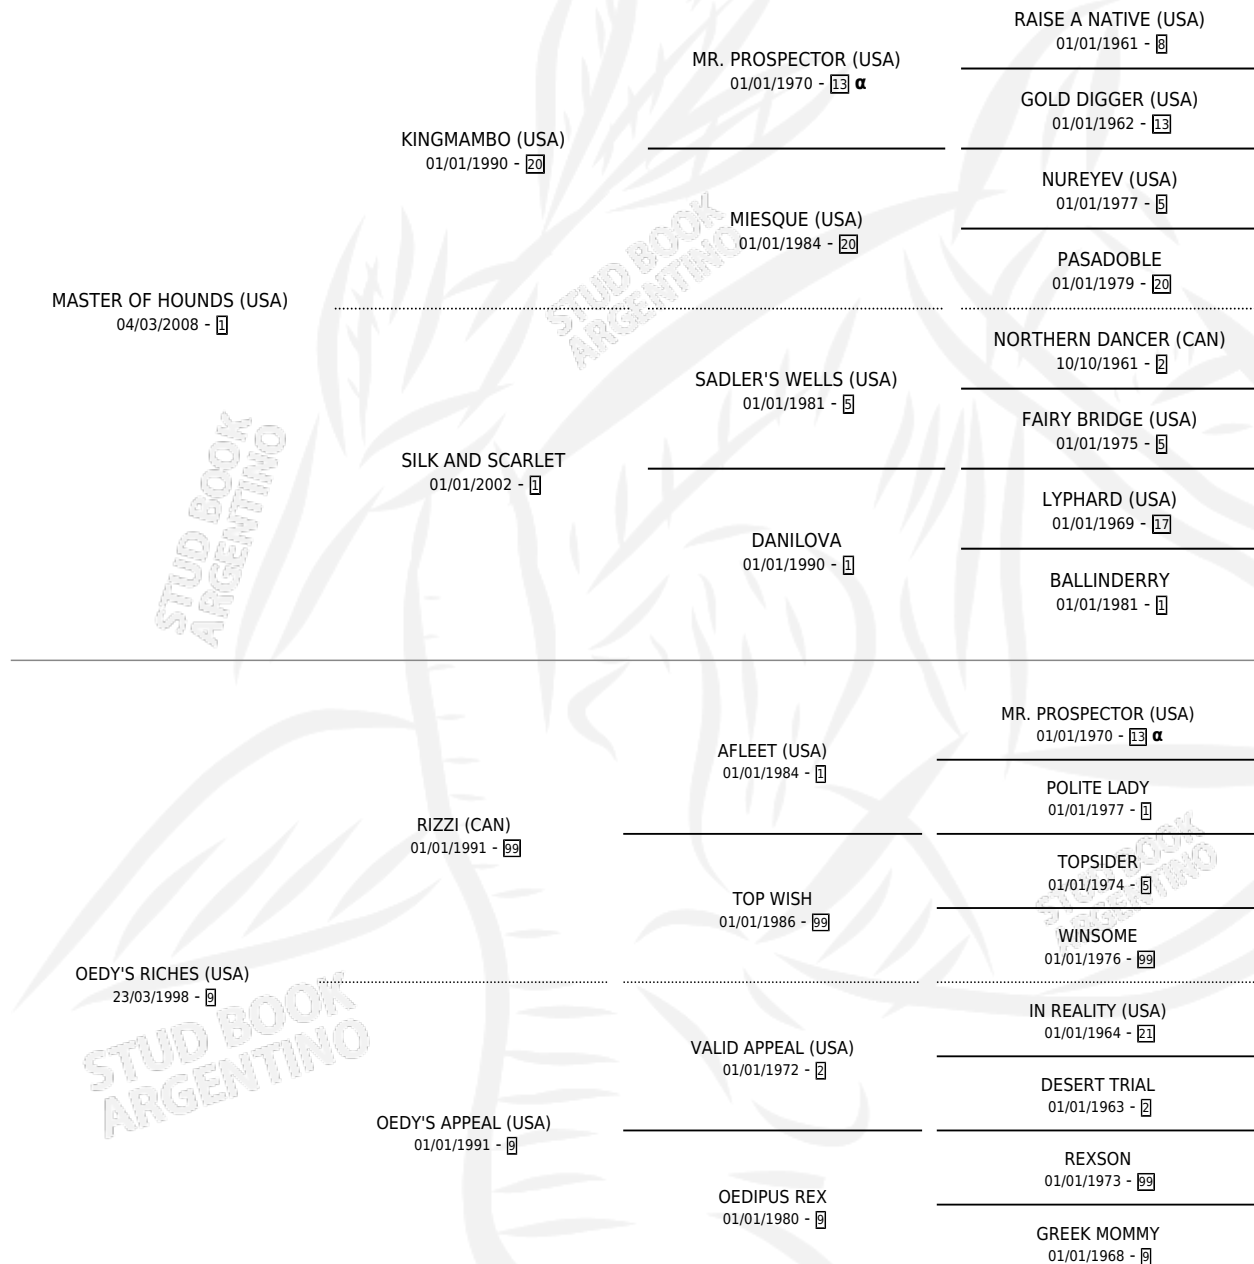 RAISE A NATIVE (USA)
01/01/1961 - 8
MR. PROSPECTOR (USA)
01/01/1970 - 13 α
GOLD DIGGER (USA)
01/01/1962 - 13
KINGMAMBO (USA)
01/01/1990 - 20
NUREYEV (USA)
01/01/1977 - 5
MIESQUE (USA)
01/01/1984 - 20
PASADOBLE
01/01/1979 - 20
MASTER OF HOUNDS (USA)
04/03/2008 - 1
NORTHERN DANCER (CAN)
10/10/1961 - 2
SADLER'S WELLS (USA)
01/01/1981 - 5
FAIRY BRIDGE (USA)
01/01/1975 - 5
SILK AND SCARLET
01/01/2002 - 1
LYPHARD (USA)
01/01/1969 - 17
DANILOVA
01/01/1990 - 1
BALLINDERRY
01/01/1981 - 1
STUD BOOK
ARGENTINO
STUD BOOK
ARGENTINO
MR. PROSPECTOR (USA)
01/01/1970 - 13 α
AFLEET (USA)
01/01/1984 - 1
POLITE LADY
01/01/1977 - 1
RIZZI (CAN)
01/01/1991 - 99
TOPSIDER
01/01/1974 - 5
TOP WISH
01/01/1986 - 99
WINSOME
01/01/1976 - 99
OEDY'S RICHES (USA)
23/03/1998 - 9
IN REALITY (USA)
01/01/1964 - 21
VALID APPEAL (USA)
01/01/1972 - 2
DESERT TRIAL
01/01/1963 - 2
OEDY'S APPEAL (USA)
01/01/1991 - 9
REXSON
01/01/1973 - 99
OEDIPUS REX
01/01/1980 - 9
GREEK MOMMY
01/01/1968 - 9
STUD BOOK
ARGENTINO
STUD BOOK
ARGENTINO